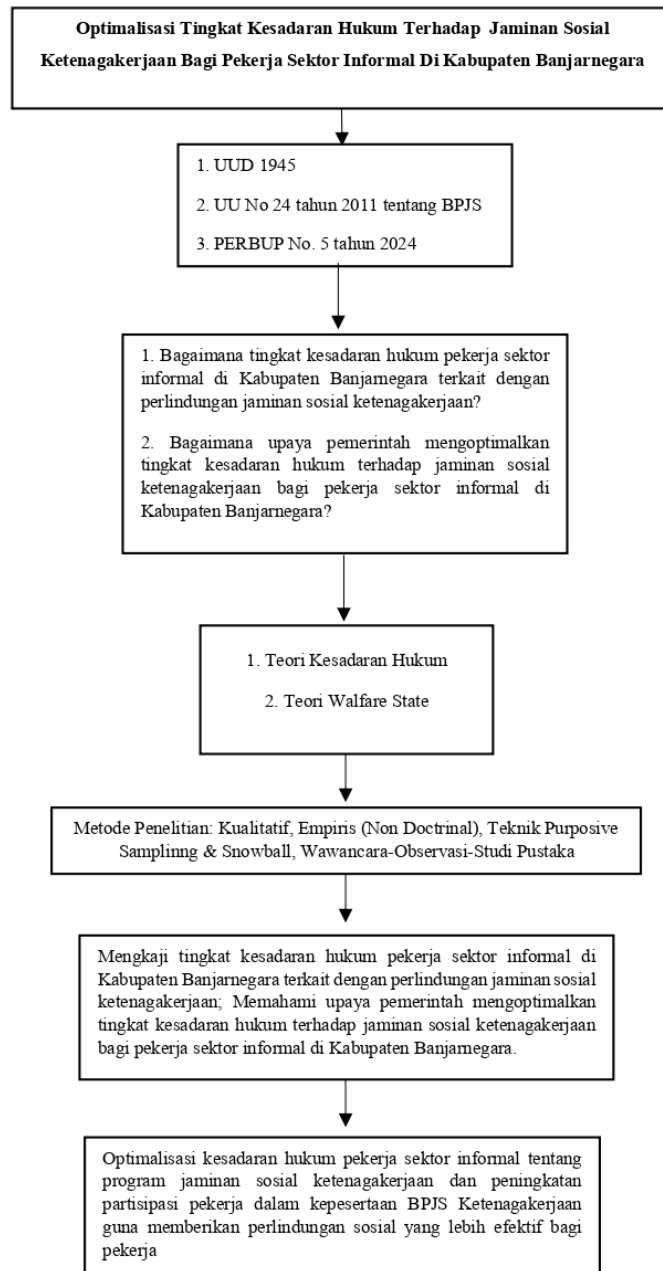 Optimalisasi Tingkat Kesadaran Hukum Terhadap Jaminan Sosial
Ketenagakerjaan Bagi Pekerja Sektor Informal Di Kabupaten Banjarnegara
1. UUD 1945
2. UU No 24 tahun 2011 tentang BPJS
3. PERBUP No. 5 tahun 2024
1. Bagaimana tingkat kesadaran hukum pekerja sektor
informal di Kabupaten Banjarnegara terkait dengan
perlindungan jaminan sosial ketenagakerjaan?
2. Bagaimana upaya pemerintah mengoptimalkan
tingkat kesadaran hukum terhadap jaminan sosial
ketenagakerjaan bagi pekerja sektor informal di
Kabupaten Banjarnegara?
1. Teori Kesadaran Hukum
2. Teori Walfare State
Metode Penelitian: Kualitatif, Empiris (Non Doctrinal), Teknik Purposive
Samplinng & Snowball, Wawancara-Observasi-Studi Pustaka
Mengkaji tingkat kesadaran hukum pekerja sektor informal di
Kabupaten Banjarnegara terkait dengan perlindungan jaminan sosial
ketenagakerjaan; Memahami upaya pemerintah mengoptimalkan
tingkat kesadaran hukum terhadap jaminan sosial ketenagakerjaan
bagi pekerja sektor informal di Kabupaten Banjarnegara.
Optimalisasi kesadaran hukum pekerja sektor informal tentang
program jaminan sosial ketenagakerjaan dan peningkatan
partisipasi pekerja dalam kepesertaan BPJS Ketenagakerjaan
guna memberikan perlindungan sosial yang lebih efektif bagi
pekerja